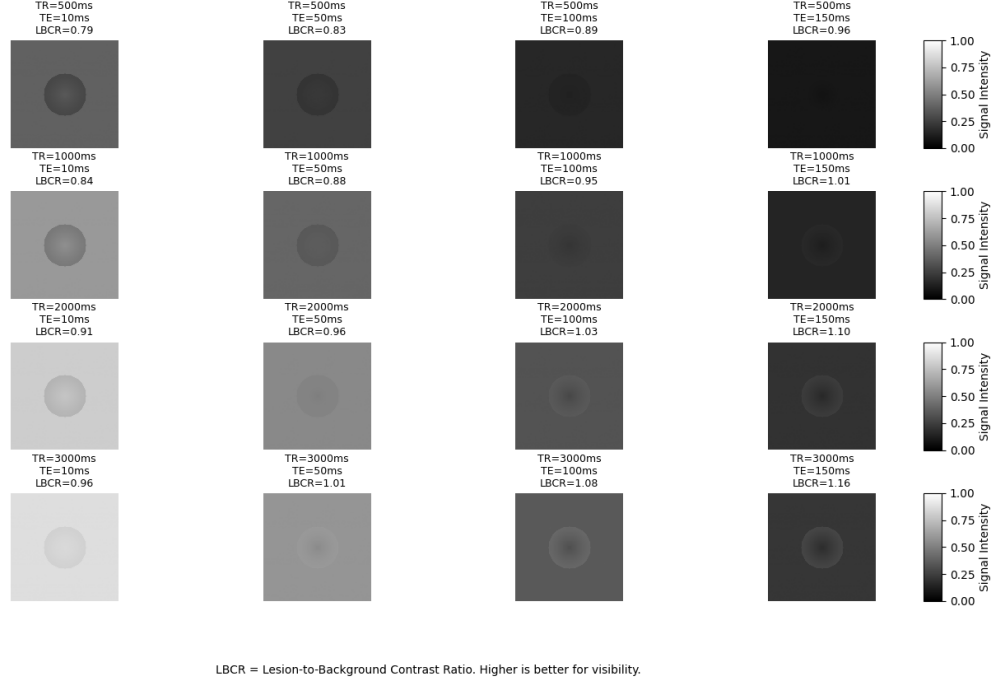 TR=500ms
TE=10ms
LBCR=0.79
TR=500ms
TE=50ms
LBCR=0.83
TR=500ms
TE=100ms
LBCR=0.89
TR=500ms
TE=150ms
LBCR=0.96
1.00
0.75
0.50
0.25
0.00
Signal Intensity
TR=1000ms
TE=10ms
LBCR=0.84
TR=1000ms
TE=50ms
LBCR=0.88
TR=1000ms
TE=100ms
LBCR=0.95
TR=1000ms
TE=150ms
LBCR=1.01
1.00
0.75
0.50
0.25
0.00
Signal Intensity
TR=2000ms
TE=10ms
LBCR=0.91
TR=2000ms
TE=50ms
LBCR=0.96
TR=2000ms
TE=100ms
LBCR=1.03
TR=2000ms
TE=150ms
LBCR=1.10
1.00
0.75
0.50
0.25
0.00
Signal Intensity
TR=3000ms
TE=10ms
LBCR=0.96
TR=3000ms
TE=50ms
LBCR=1.01
TR=3000ms
TE=100ms
LBCR=1.08
TR=3000ms
TE=150ms
LBCR=1.16
1.00
0.75
0.50
0.25
0.00
Signal Intensity
LBCR = Lesion-to-Background Contrast Ratio. Higher is better for visibility.